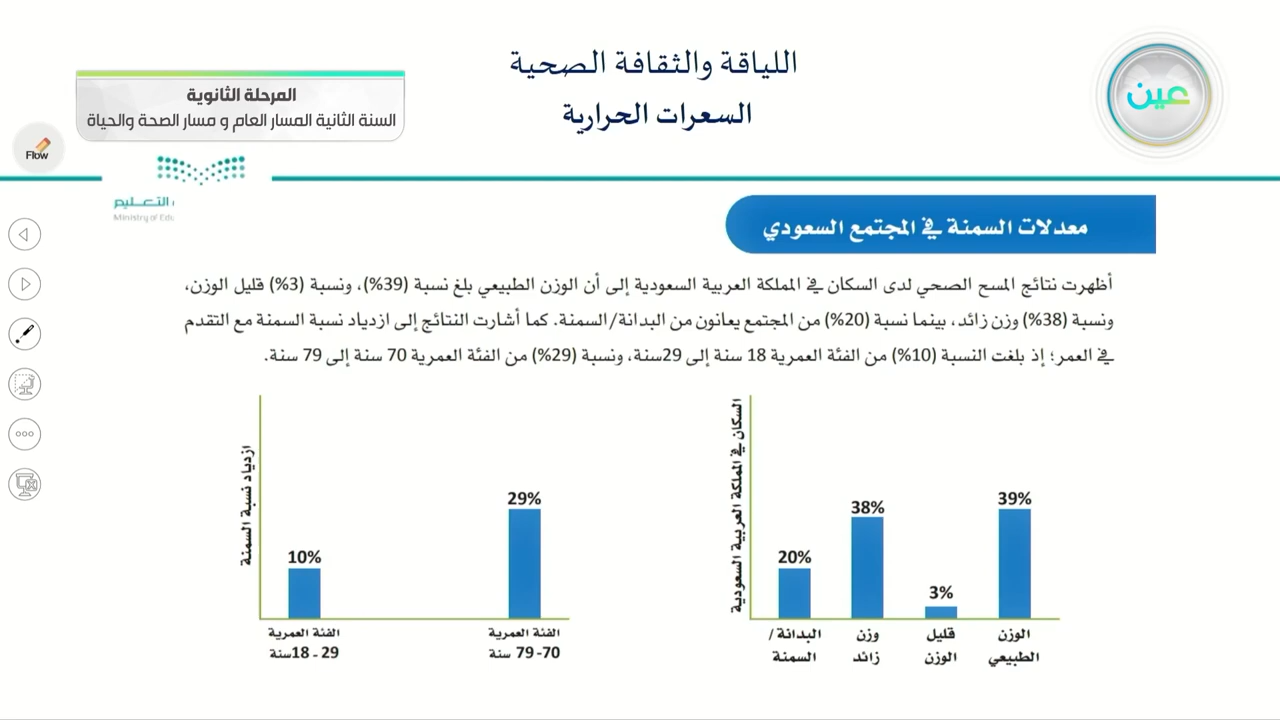 اللياقة والثقافة الصحية
السعرات الحرارية
عين
المرحلة الثانوية
السنة الثانية المسار العام و مسار الصحة والحياة
Flow
التعليم
Ministry of Edu
معدلات السمنة في المجتمع السعودي
أظهرت نتائج المسح الصحي لدى السكان في المملكة العربية السعودية إلى أن الوزن الطبيعي بلغ نسبة (39%)، ونسبة (3%) قليل الوزن،
ونسبة (38%) وزن زائد، بينما نسبة (20%) من المجتمع يعانون من البدانة/السمنة. كما أشارت النتائج إلى ازدياد نسبة السمنة مع التقدم
في العمر؛ إذ بلغت النسبة (10%) من الفئة العمرية 18 سنة إلى 29سنة، ونسبة (29%) من الفئة العمرية 70 سنة إلى 79 سنة.
السكان في المملكة العربية السعودية
39%
3%
38%
20%
الوزن الطبيعي
قليل الوزن
وزن زائد
البدانة / السمنة
ازدياد نسبة السمنة
29%
10%
الفئة العمرية
70- 79 سنة
الفئة العمرية
29 - 18سنة